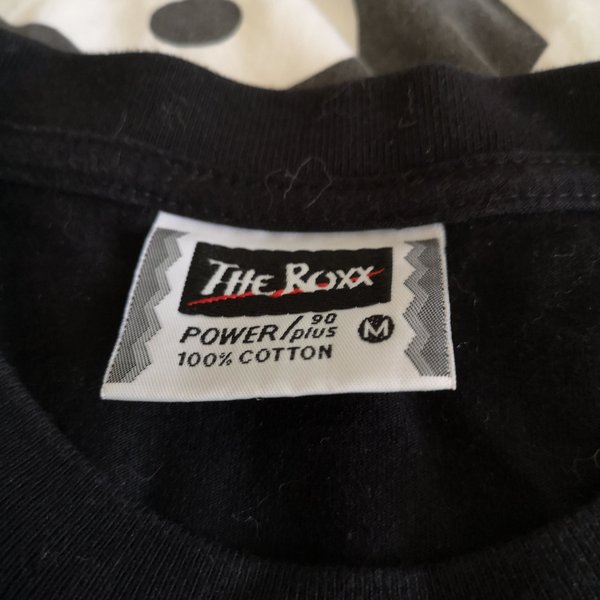 THE ROXX
POWER/90 plus M
100% COTTON